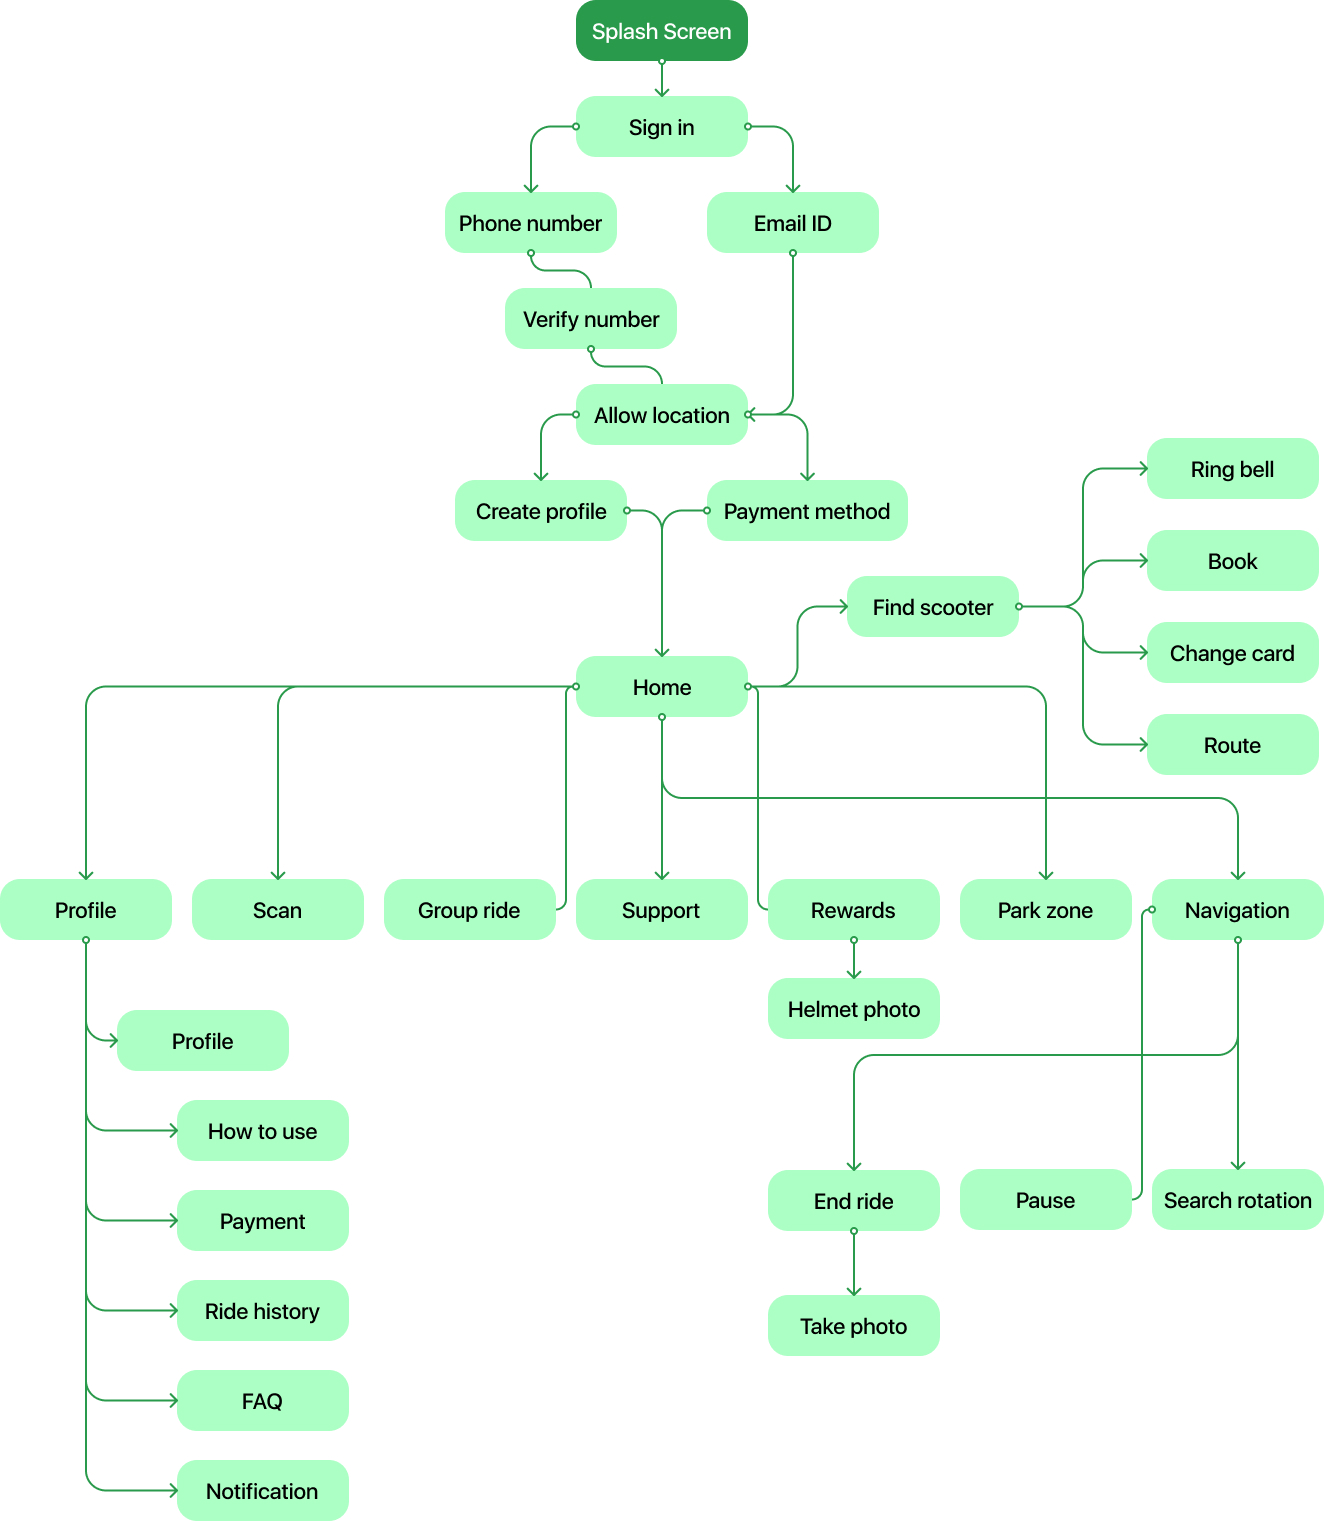 Splash Screen
Sign in
Phone number
Email ID
Verify number
Allow location
Create profile
Payment method
Ring bell
Book
Find scooter
Change card
Home
Route
Profile
Scan
Group ride
Support
Rewards
Park zone
Navigation
Helmet photo
Profile
How to use
End ride
Pause
Search rotation
Payment
Ride history
Take photo
FAQ
Notification